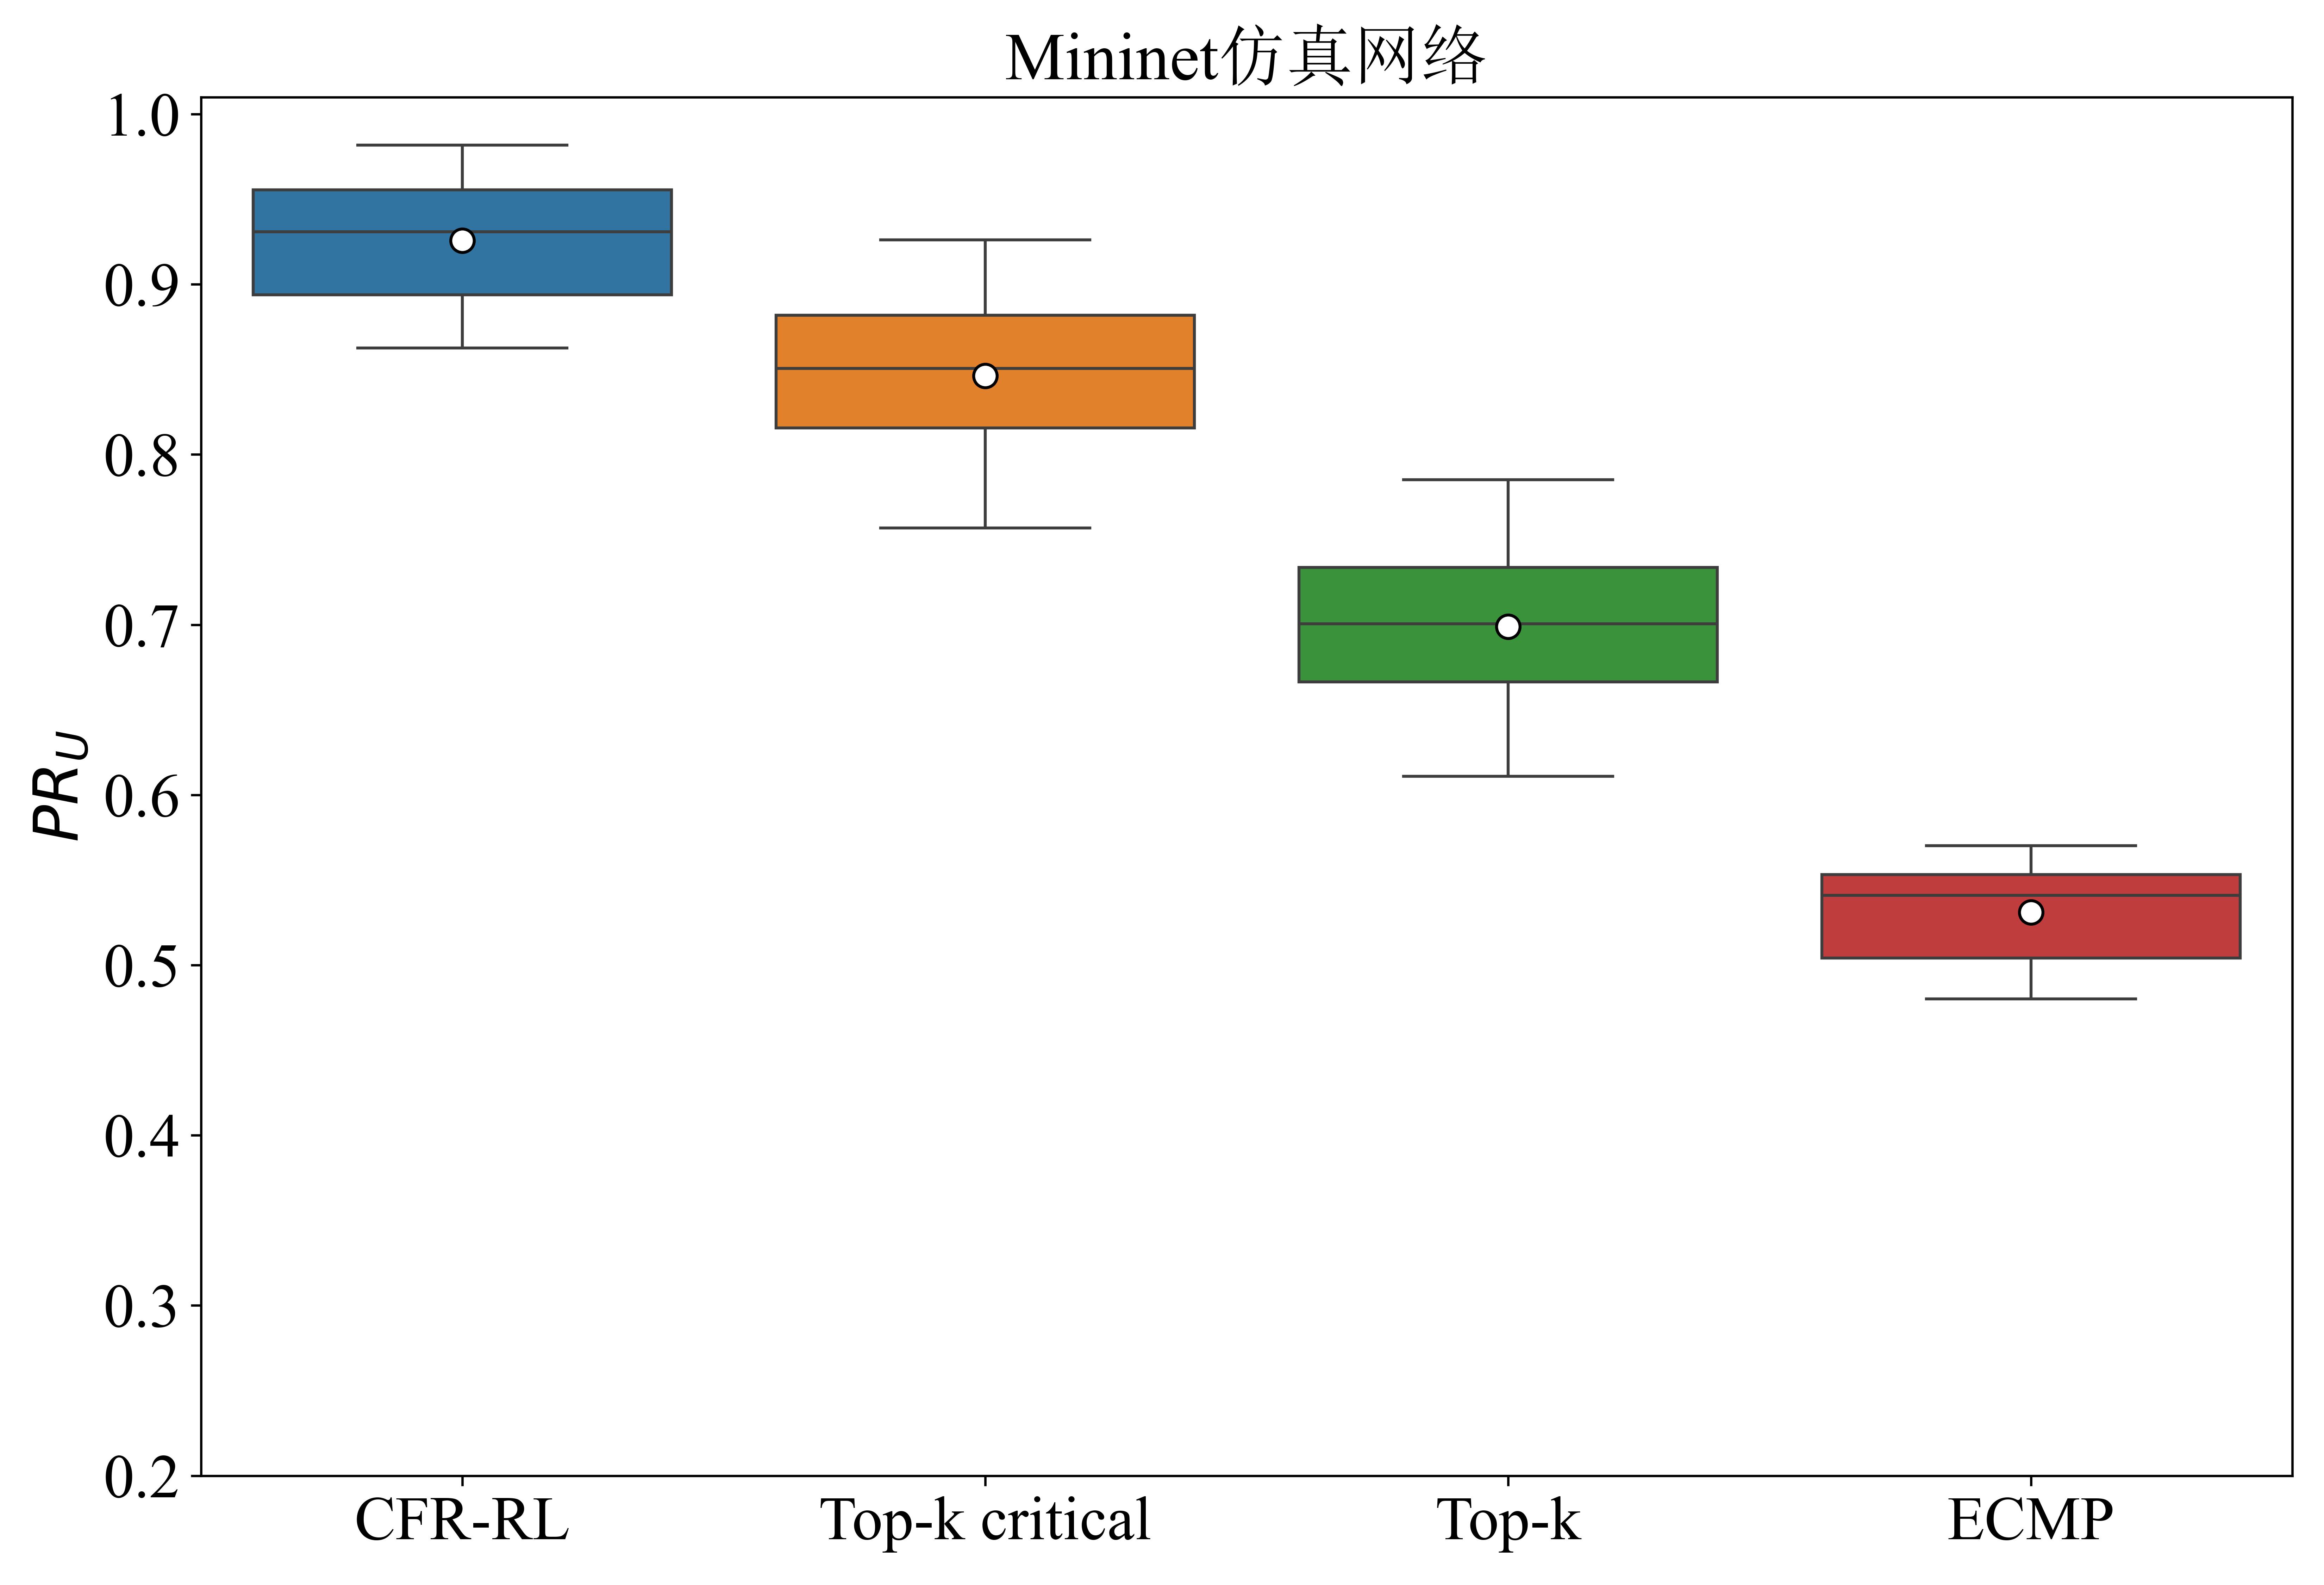 Mininet仿真网络
1.0
0.9
0.8
0.7
0.6
0.5
0.4
0.3
0.2
PR_U
CFR-RL
Top-k critical
Top-k
ECMP